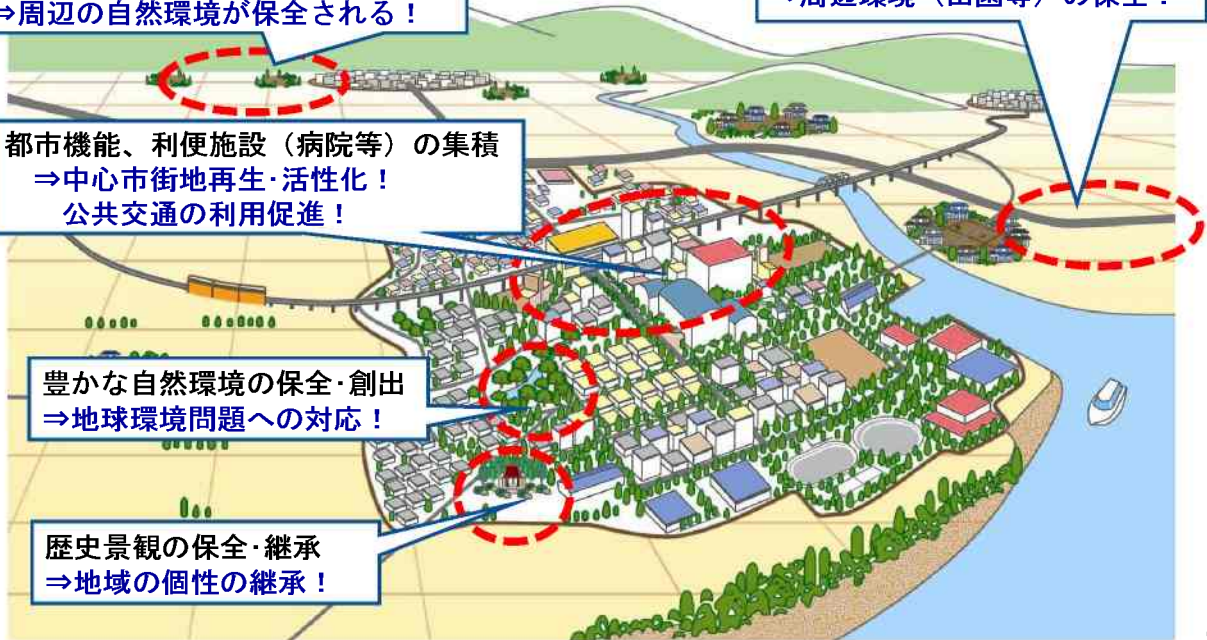 ⇒周辺の自然環境が保全される！
都市機能、利便施設（病院等）の集積
⇒中心市街地再生･活性化！
公共交通の利用促進！
豊かな自然環境の保全･創出
⇒地球環境問題への対応！
歴史景観の保全･継承
⇒地域の個性の継承！